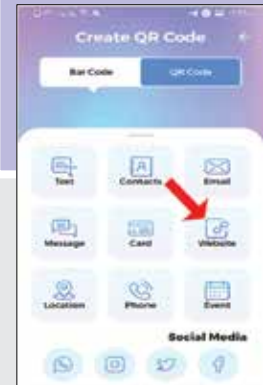 Create QR Code
Bar Code QR Code
Text Contacts Email
Message Card Website
Location Phone Event
Social Media